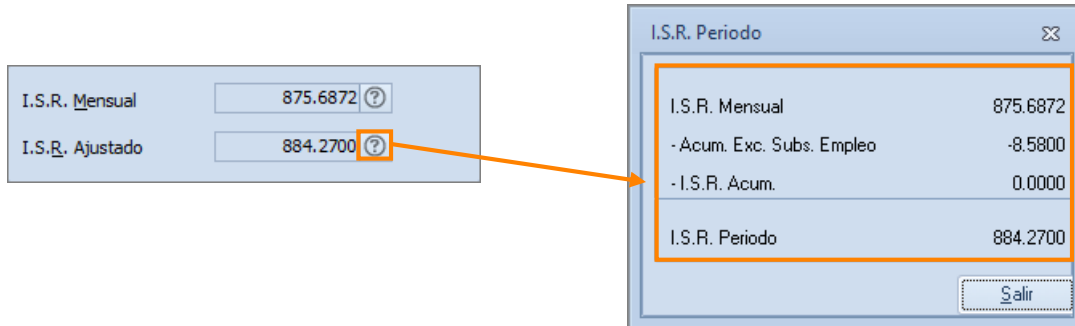 I.S.R. Mensual 875.6872
I.S.R. Ajustado 884.2700
I.S.R. Periodo
I.S.R. Mensual 875.6872
- Acum. Exc. Subs. Empleo -8.5800
- I.S.R. Acum. 0.0000
I.S.R. Periodo 884.2700
Salir